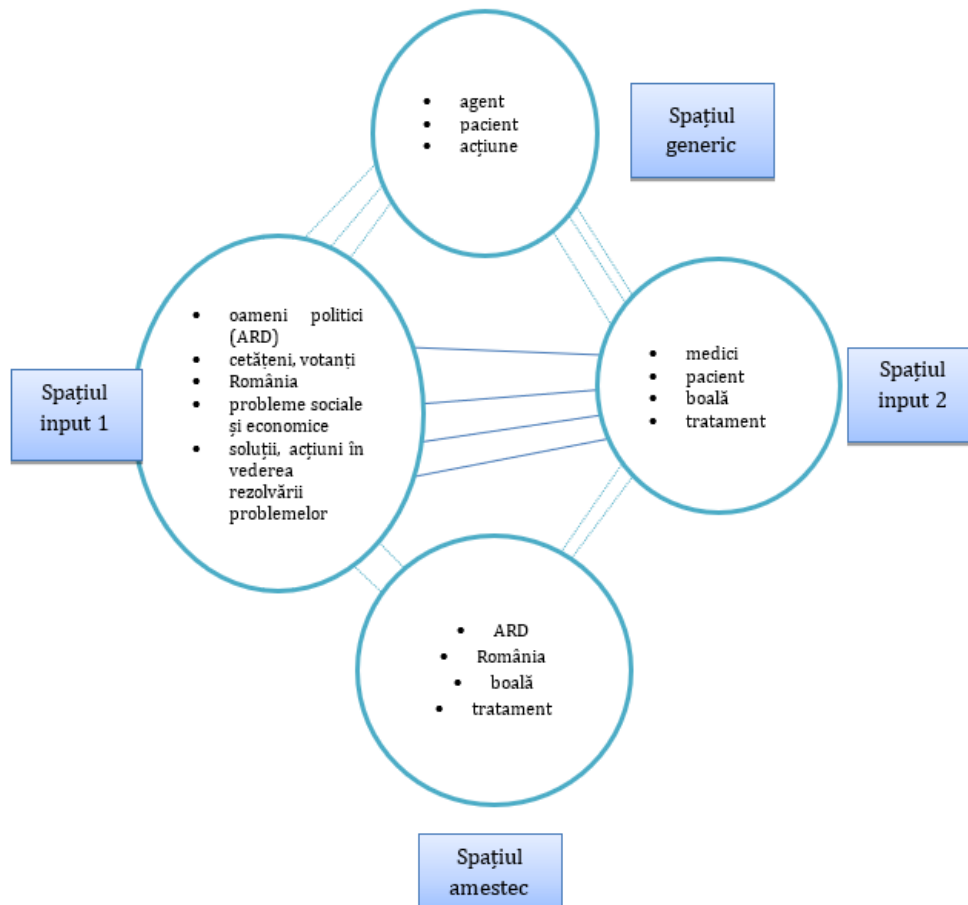 • agent
• pacient
• acțiune
Spațiul
generic
• oameni politici
(ARD)
• cetățeni, votanți
• România
• probleme sociale
și economice
• soluții, acțiuni în
vederea
rezolvării
problemelor
Spațiul
input 1
• medici
• pacient
• boală
• tratament
Spațiul
input 2
• ARD
• România
• boală
• tratament
Spațiul
amestec